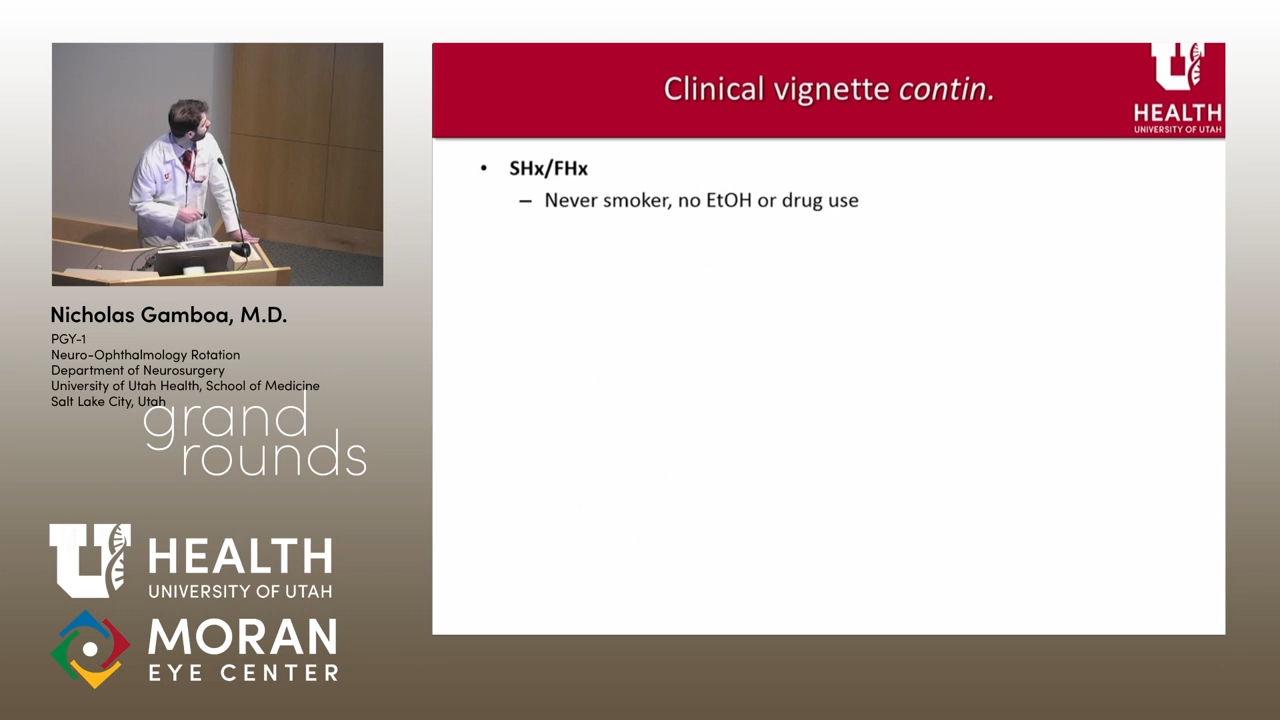 Clinical vignette contin.
HEALTH
UNIVERSITY OF UTAH
• SHx/FHx
– Never smoker, no EtOH or drug use
Nicholas Gamboa, M.D.
PGY-1
Neuro-Ophthalmology Rotation
Department of Neurosurgery
University of Utah Health, School of Medicine
Salt Lake City, Utah
grand
rounds
U HEALTH
UNIVERSITY OF UTAH
MORAN
EYE CENTER